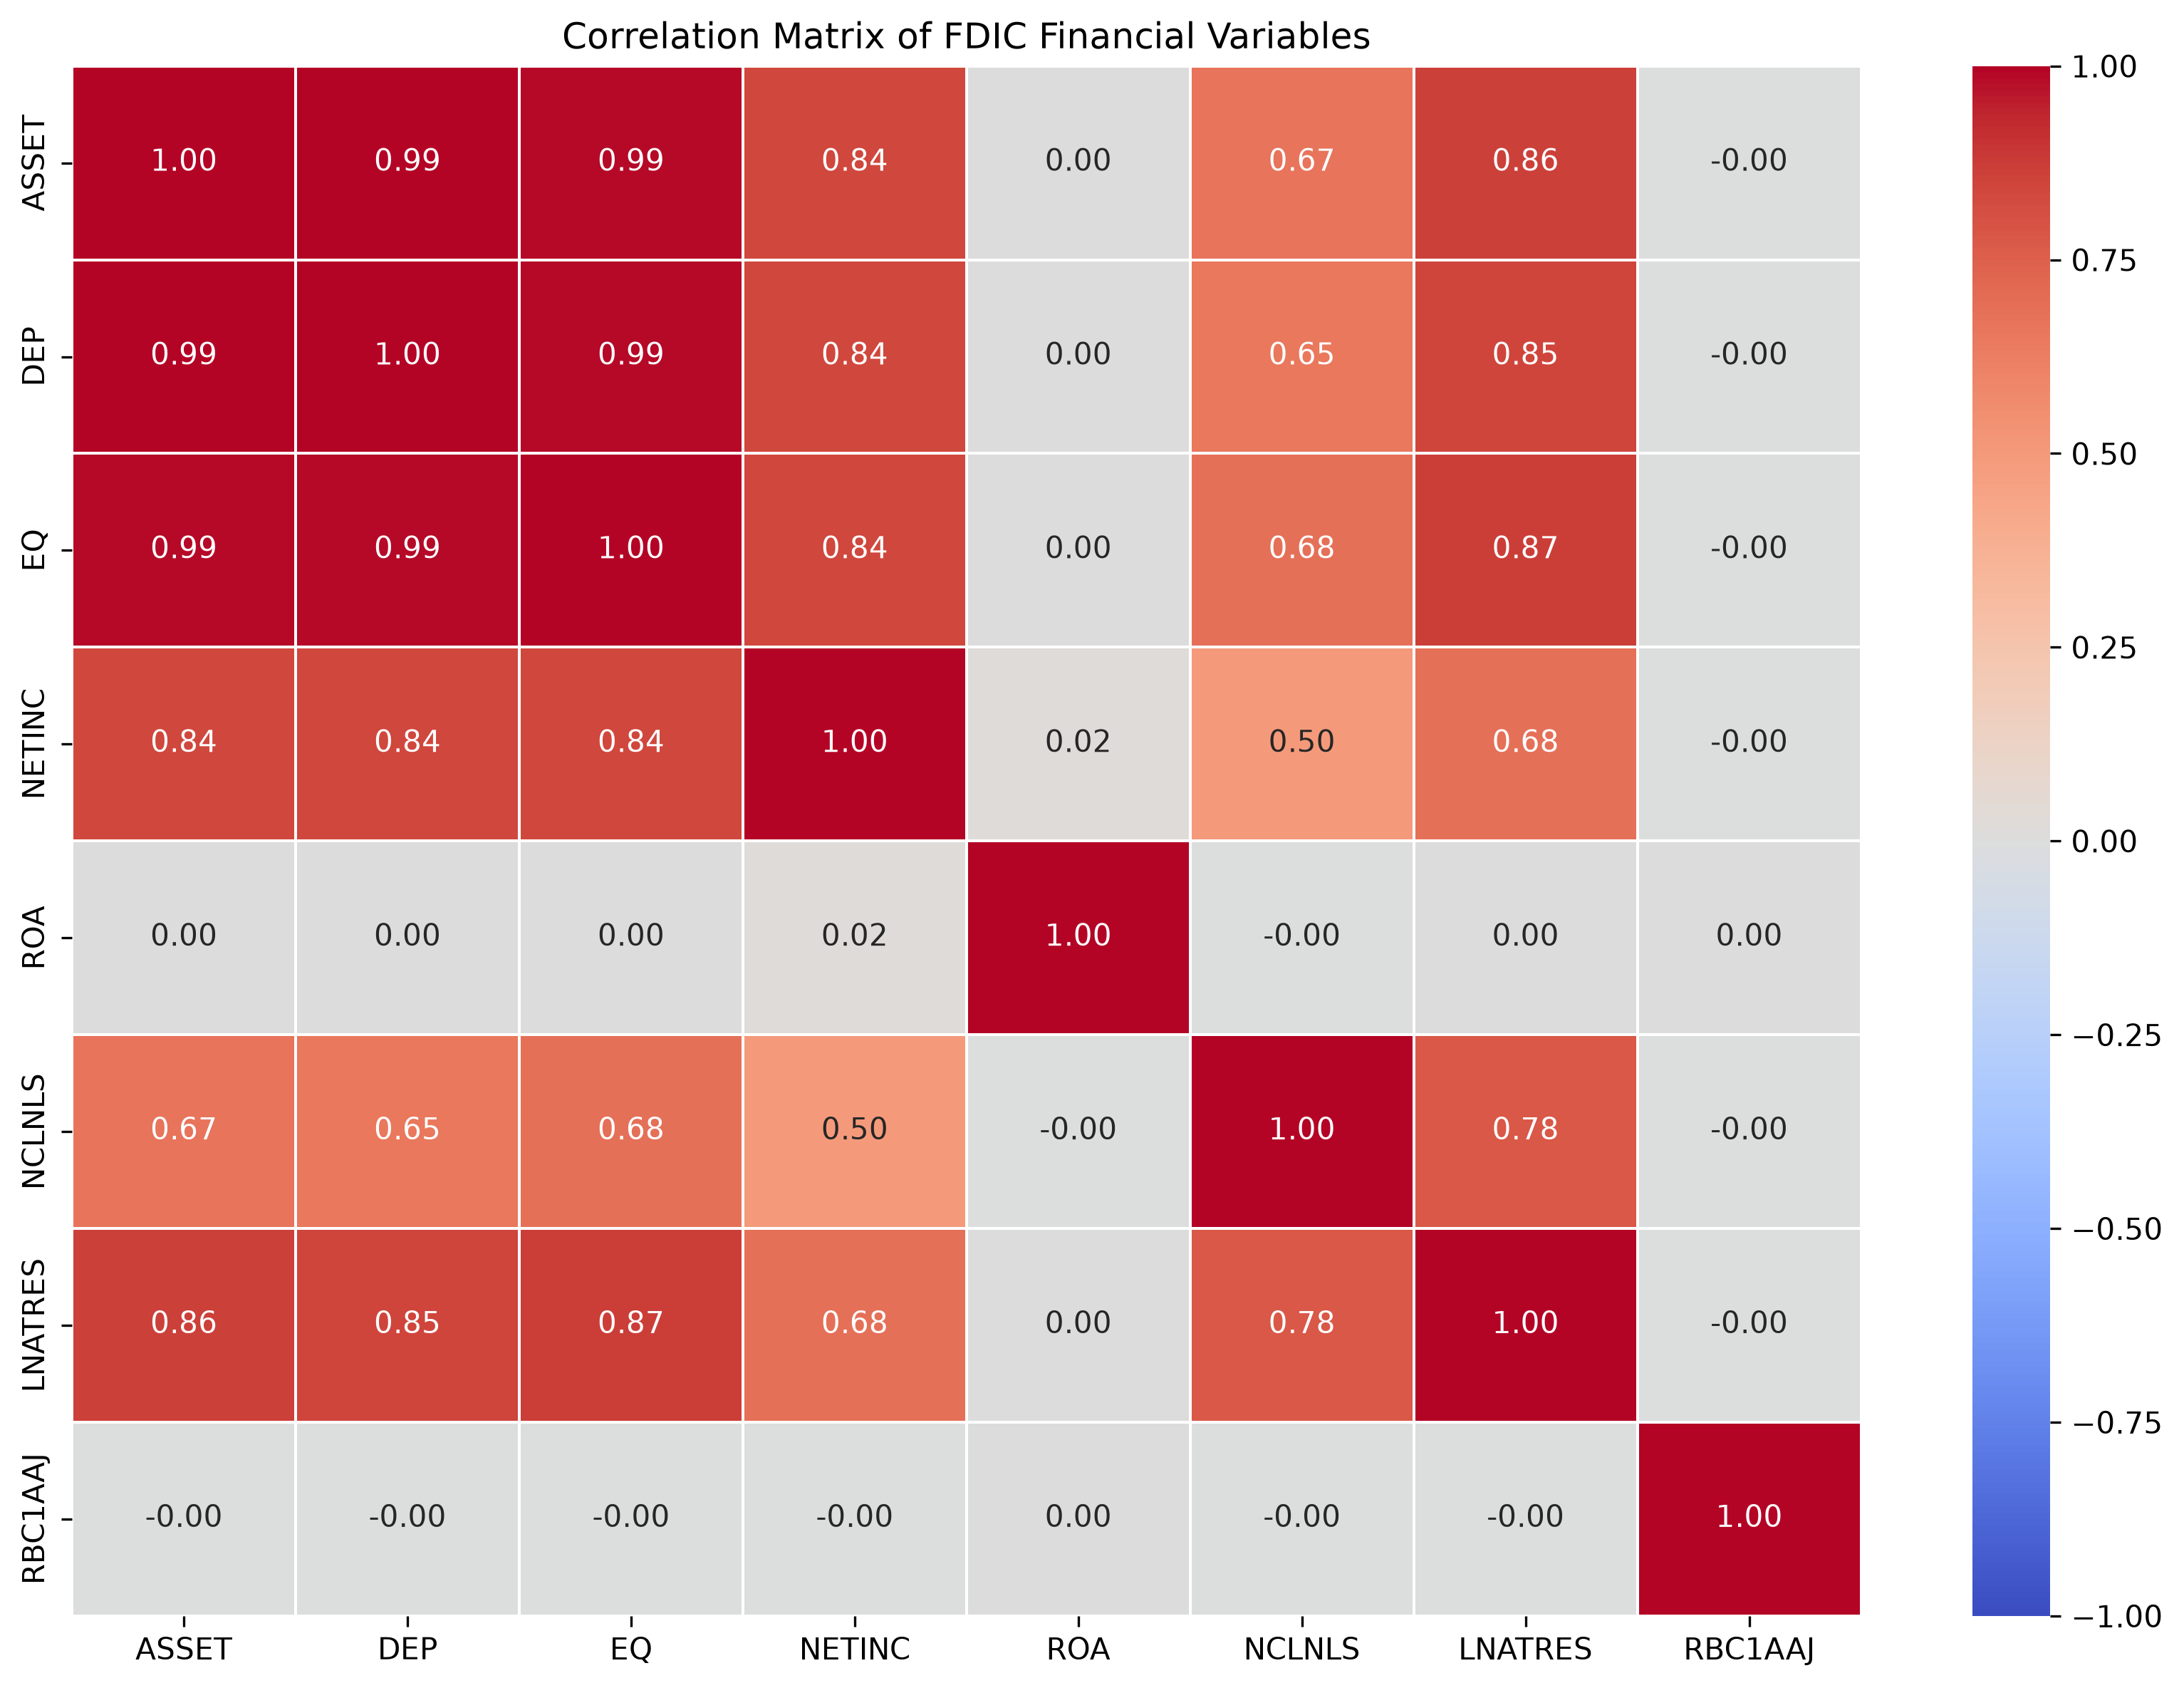 Correlation Matrix of FDIC Financial Variables
ASSET 1.00 0.99 0.99 0.84 0.00 0.67 0.86 -0.00
DEP 0.99 1.00 0.99 0.84 0.00 0.65 0.85 -0.00
EQ 0.99 0.99 1.00 0.84 0.00 0.68 0.87 -0.00
NETINC 0.84 0.84 0.84 1.00 0.02 0.50 0.68 -0.00
ROA 0.00 0.00 0.00 0.02 1.00 -0.00 0.00 0.00
NCLNLS 0.67 0.65 0.68 0.50 -0.00 1.00 0.78 -0.00
LNATRES 0.86 0.85 0.87 0.68 0.00 0.78 1.00 -0.00
RBC1AAJ -0.00 -0.00 -0.00 -0.00 0.00 -0.00 -0.00 1.00
ASSET DEP EQ NETINC ROA NCLNLS LNATRES RBC1AAJ
1.00
0.75
0.50
0.25
0.00
−0.25
−0.50
−0.75
−1.00